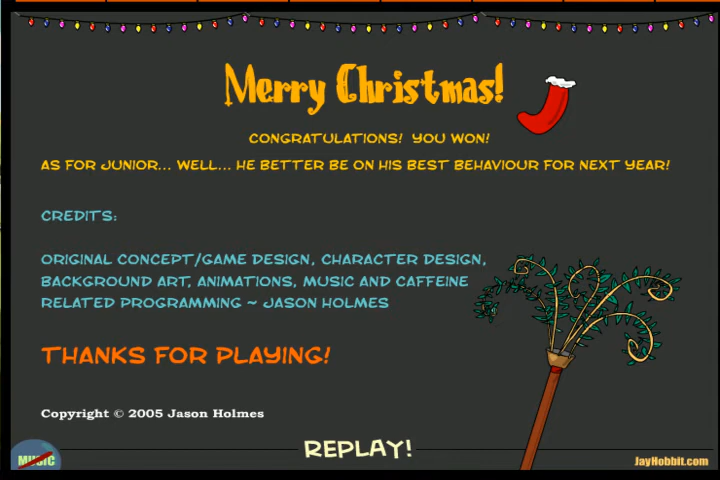 Merry Christmas!
CONGRATULATIONS! YOU WON!
AS FOR JUNIOR... WELL... HE BETTER BE ON HIS BEST BEHAVIOUR FOR NEXT YEAR!
CREDITS:
ORIGINAL CONCEPT/GAME DESIGN, CHARACTER DESIGN,
BACKGROUND ART, ANIMATIONS, MUSIC AND CAFFEINE
RELATED PROGRAMMING ~ JASON HOLMES
THANKS FOR PLAYING!
Copyright © 2005 Jason Holmes
MUSIC
REPLAY!
JayHobbit.com